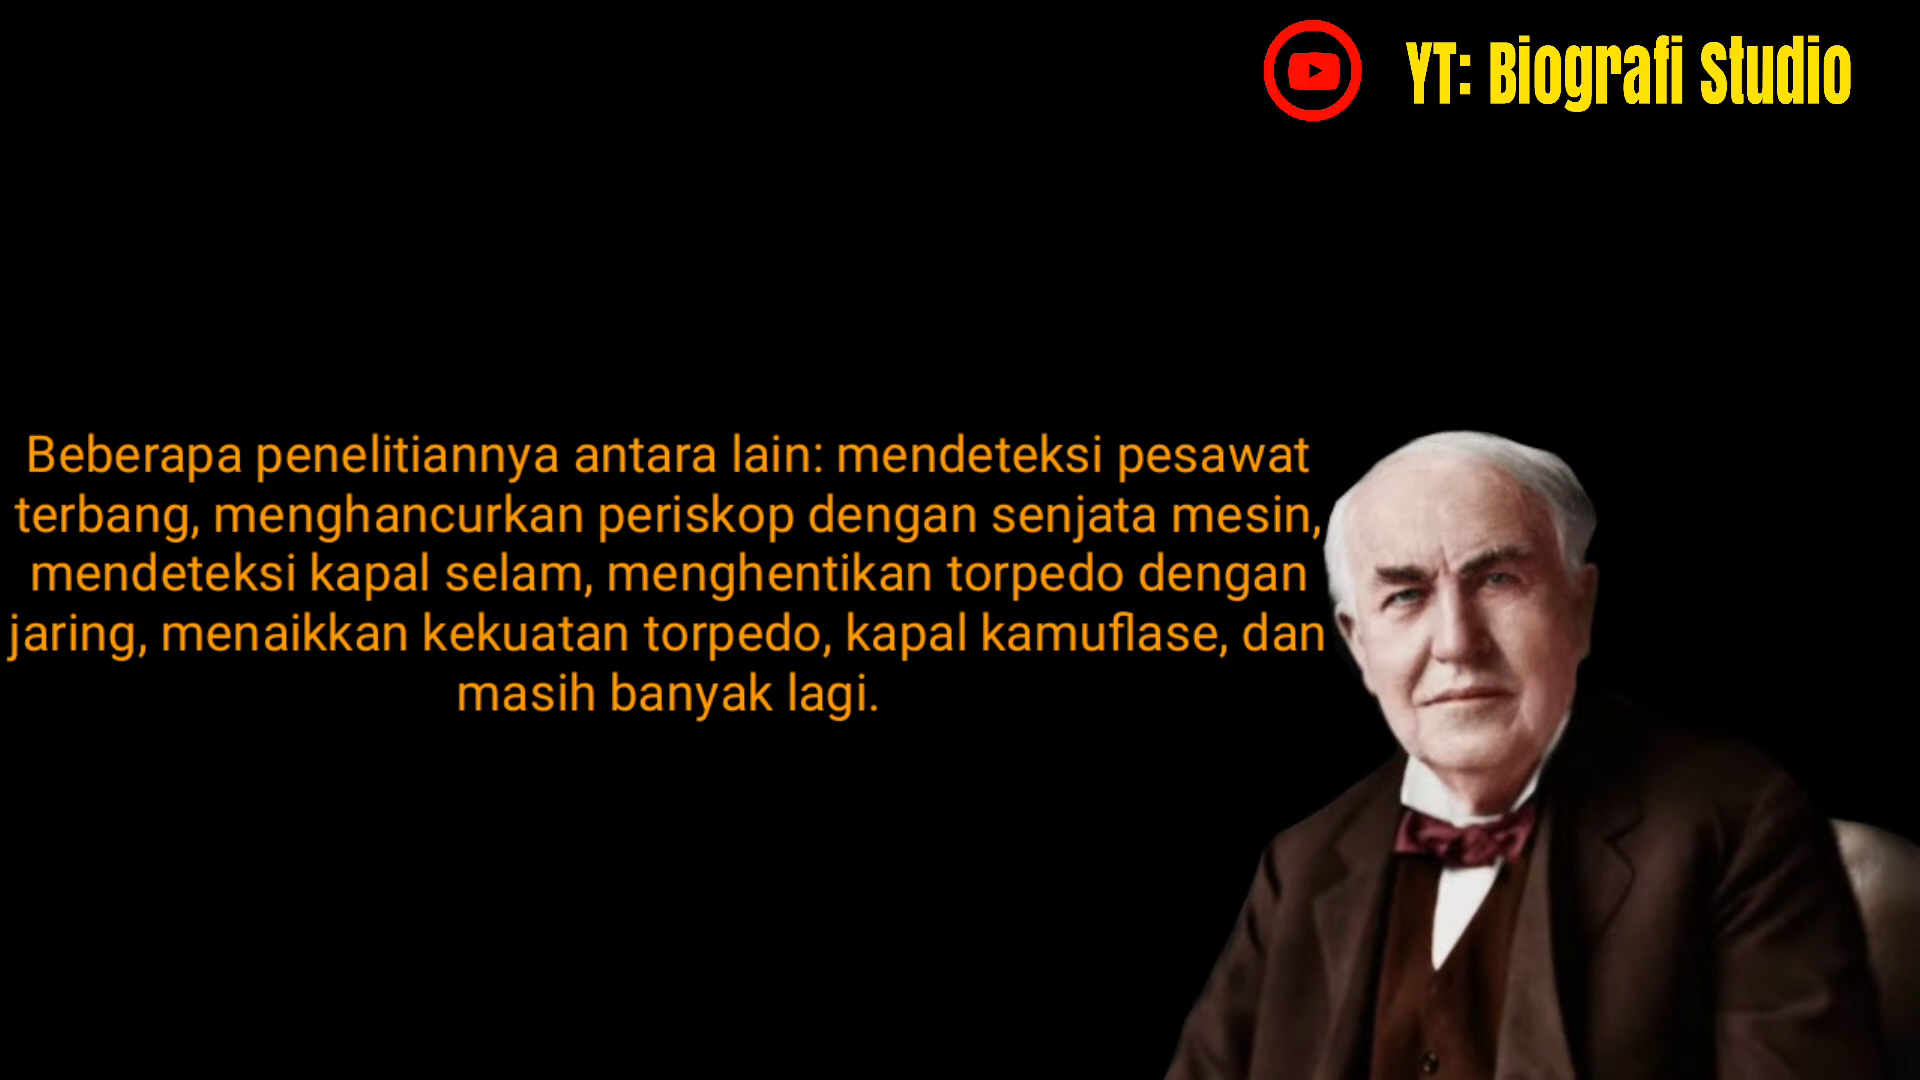 YT: Biografi Studio
Beberapa penelitiannya antara lain: mendeteksi pesawat
terbang, menghancurkan periskop dengan senjata mesin,
mendeteksi kapal selam, menghentikan torpedo dengan
jaring, menaikkan kekuatan torpedo, kapal kamuflase, dan
masih banyak lagi.